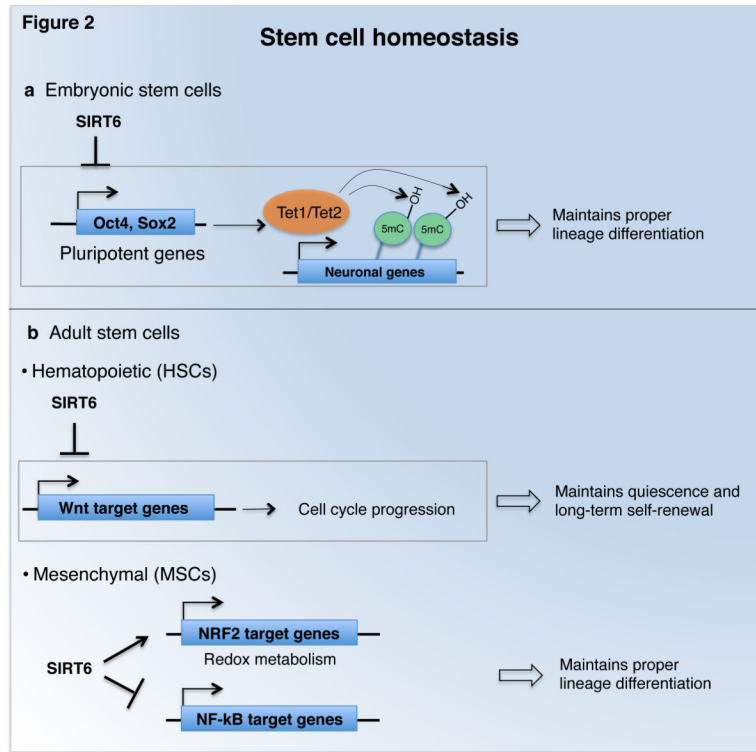 Figure 2
Stem cell homeostasis
a Embryonic stem cells
SIRT6
Oct4, Sox2
Pluripotent genes
Tet1/Tet2
OH
OH
5mC
5mC
Neuronal genes
Maintains proper
lineage differentiation
b Adult stem cells
• Hematopoietic (HSCs)
SIRT6
Wnt target genes
Cell cycle progression
Maintains quiescence and
long-term self-renewal
• Mesenchymal (MSCs)
SIRT6
NRF2 target genes
Redox metabolism
NF-kB target genes
Maintains proper
lineage differentiation